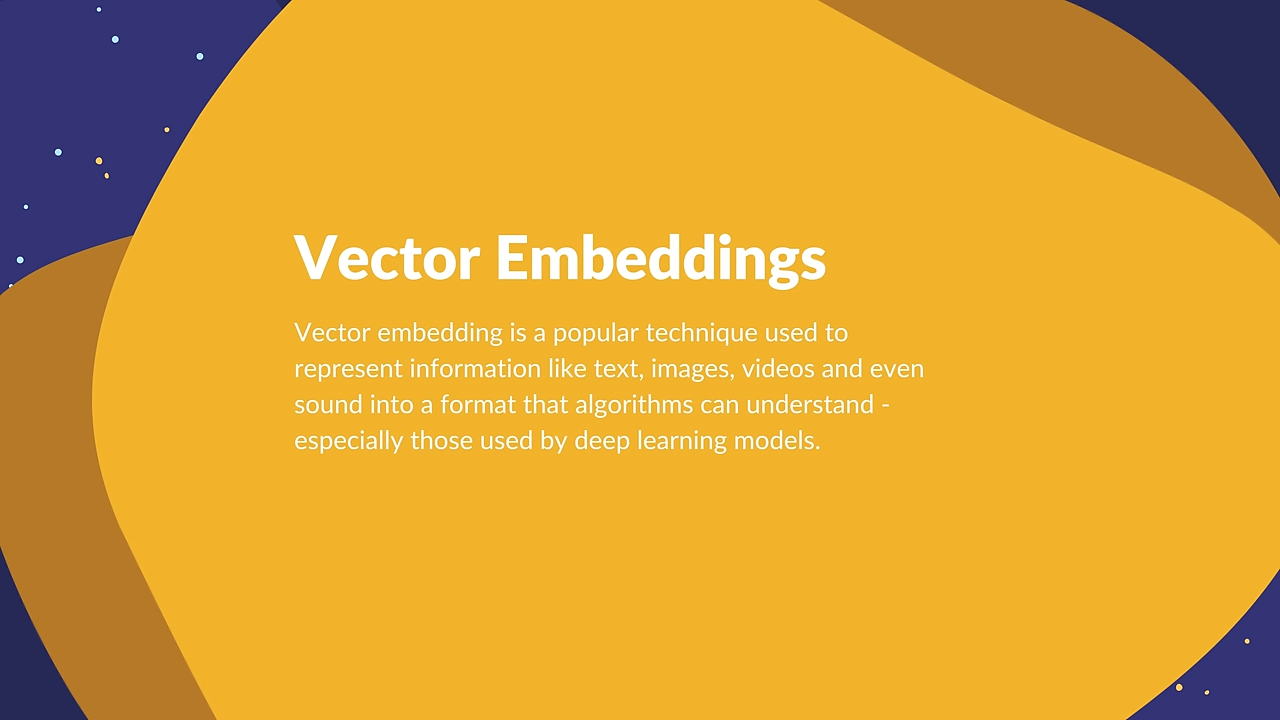 Vector Embeddings
Vector embedding is a popular technique used to
represent information like text, images, videos and even
sound into a format that algorithms can understand -
especially those used by deep learning models.